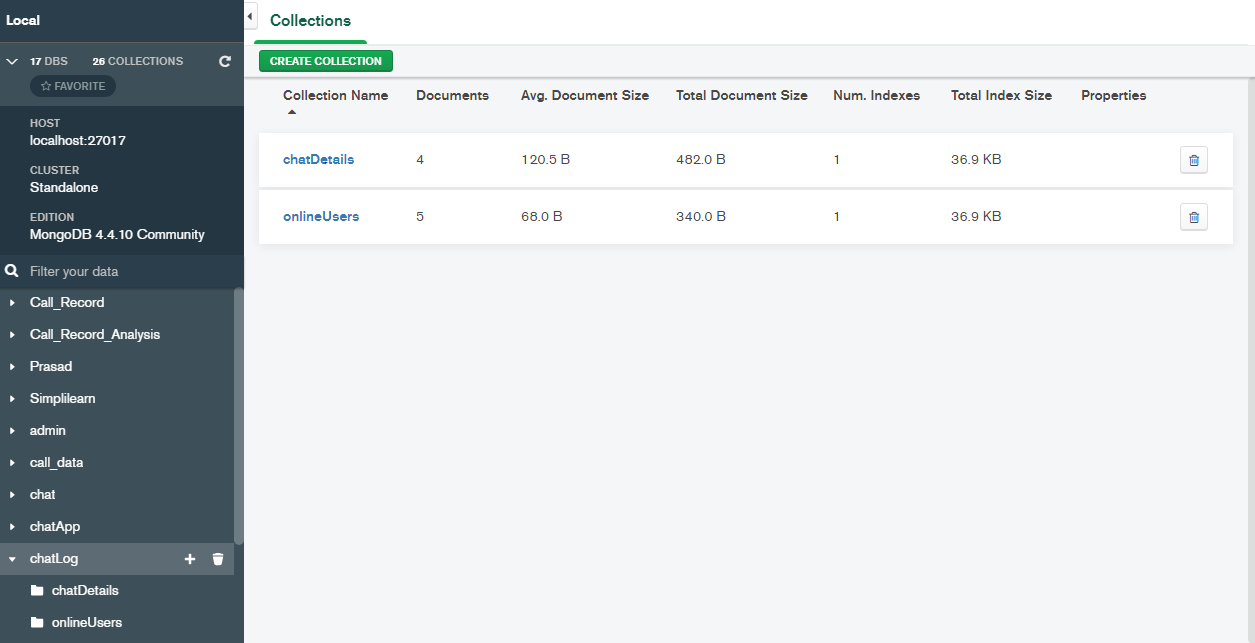 Local
17 DBS 26 COLLECTIONS
FAVORITE
HOST
localhost:27017
CLUSTER
Standalone
EDITION
MongoDB 4.4.10 Community
Filter your data
Call_Record
Call_Record_Analysis
Prasad
Simplilearn
admin
call_data
chat
chatApp
chatLog
chatDetails
onlineUsers
Collections
CREATE COLLECTION
Collection Name Documents Avg. Document Size Total Document Size Num. Indexes Total Index Size Properties
chatDetails 4 120.5 B 482.0 B 1 36.9 KB
onlineUsers 5 68.0 B 340.0 B 1 36.9 KB